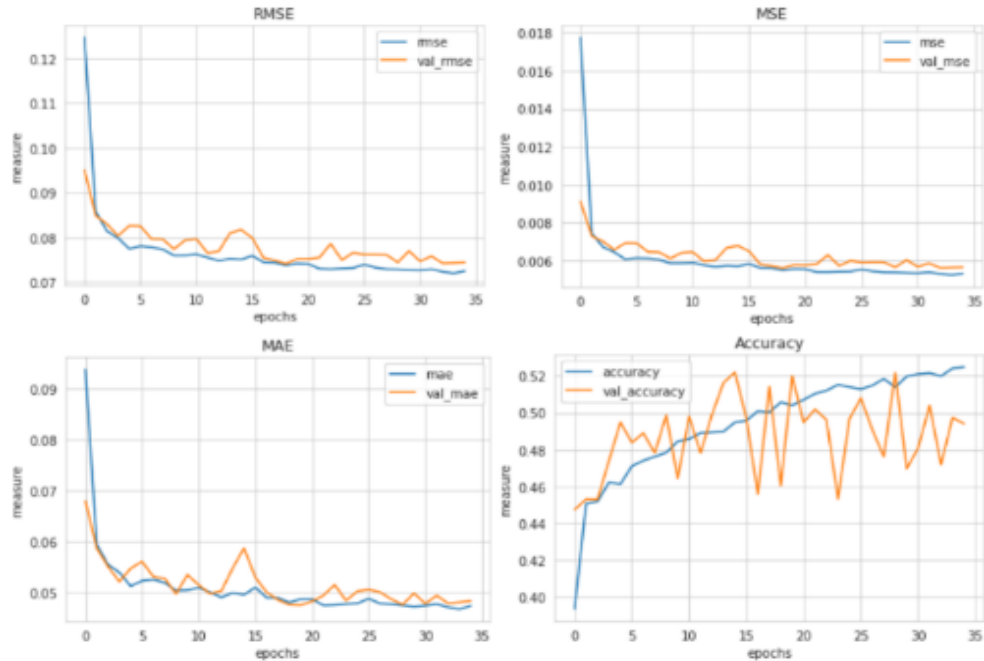 RMSE
rmse
val_rmse
0.12
0.11
0.10
0.09
0.08
0.07
measure
0 5 10 15 20 25 30 35
epochs
MSE
mse
val_mse
0.018
0.016
0.014
0.012
0.010
0.008
0.006
measure
0 5 10 15 20 25 30 35
epochs
MAE
mae
val_mae
0.09
0.08
0.07
0.06
0.05
measure
0 5 10 15 20 25 30 35
epochs
Accuracy
accuracy
val_accuracy
0.52
0.50
0.48
0.46
0.44
0.42
0.40
measure
0 5 10 15 20 25 30 35
epochs